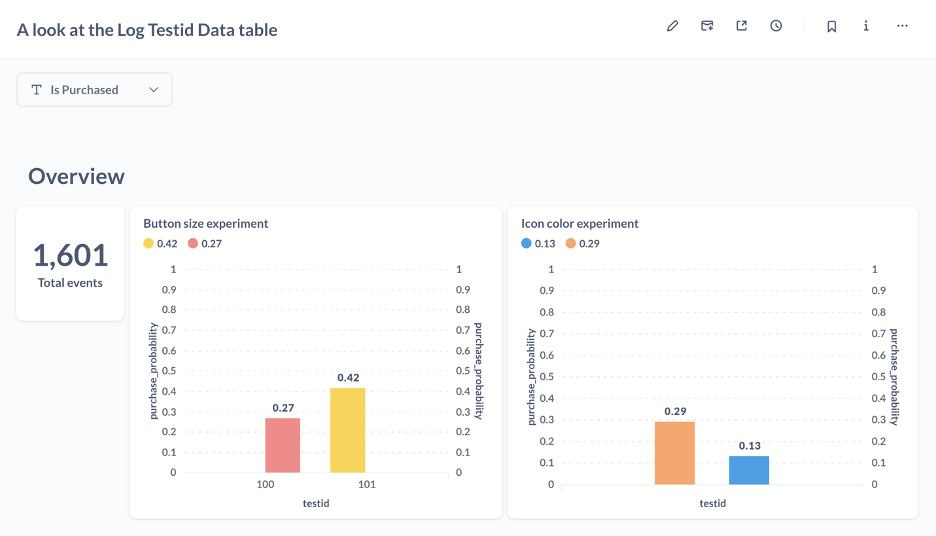 A look at the Log Testid Data table
Is Purchased
Overview
1,601
Total events
Button size experiment
0.42 0.27
1 1
0.9 0.9
0.8 0.8
0.7 0.7
0.6 0.6
0.5 0.5
0.4 0.4
0.3 0.3
0.2 0.2
0.1 0.1
0 0
purchase_probability
purchase_probability
0.27
0.42
100 101
testid
Icon color experiment
0.13 0.29
1 1
0.9 0.9
0.8 0.8
0.7 0.7
0.6 0.6
0.5 0.5
0.4 0.4
0.3 0.3
0.2 0.2
0.1 0.1
0 0
purchase_probability
purchase_probability
0.29
0.13
testid